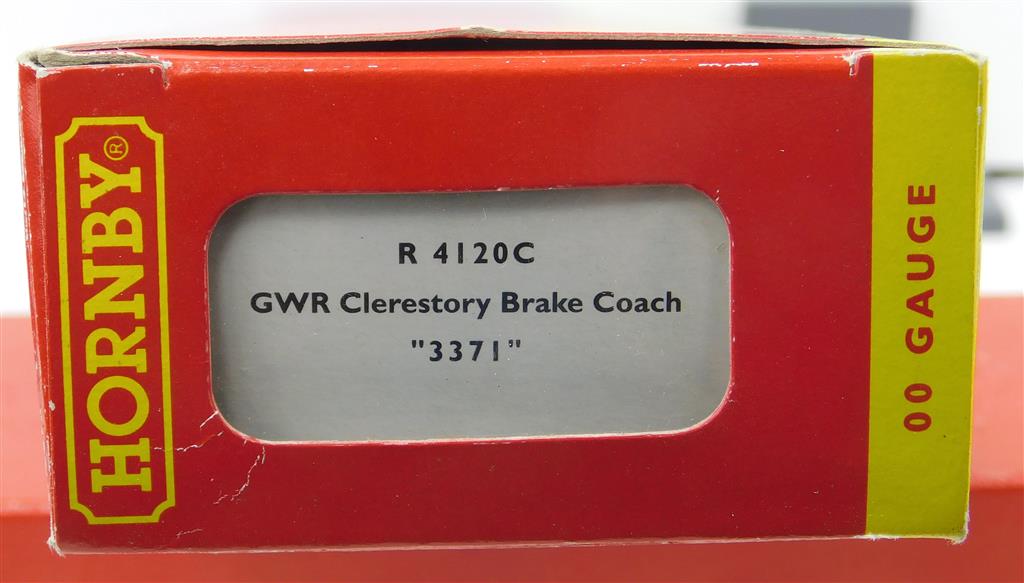 HORNBY®
R 4120C
GWR Clerestory Brake Coach
"3371"
00 GAUGE